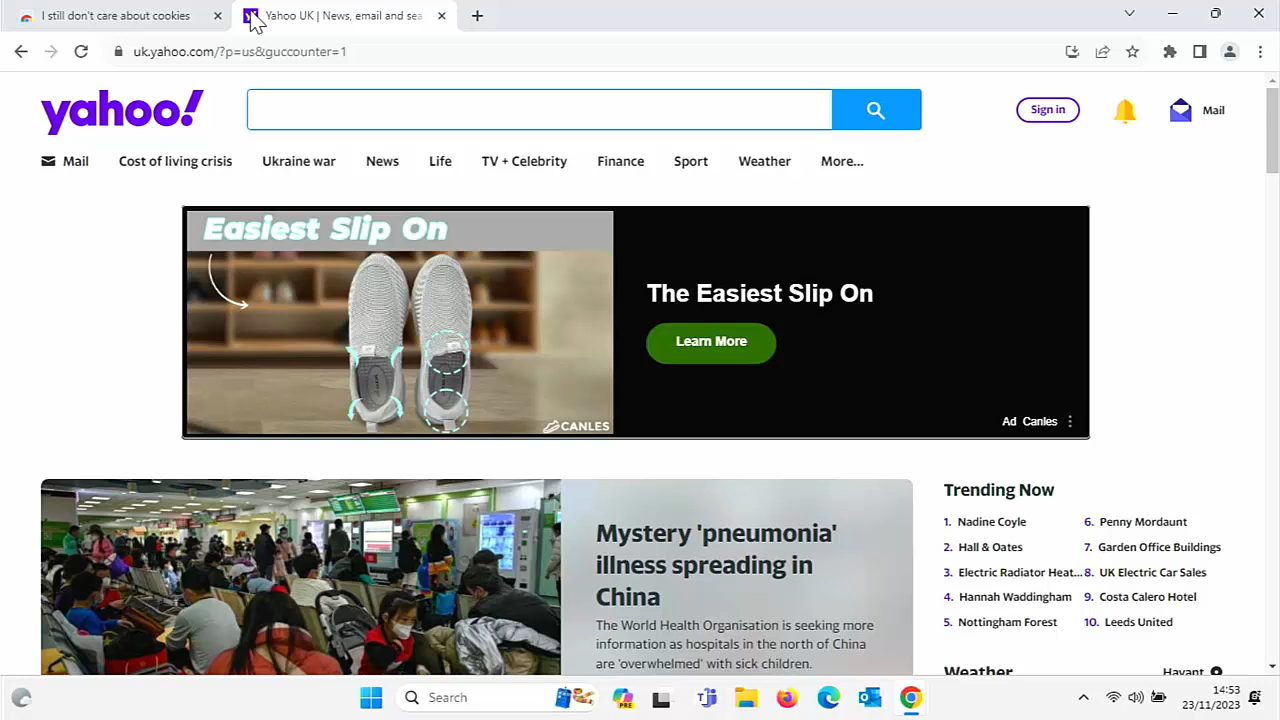 I still don't care about cookies
Yahoo UK | News, email and sea
uk.yahoo.com/?p=us&guccounter=1
yahoo!
Sign in
Mail
Mail
Cost of living crisis
Ukraine war
News
Life
TV + Celebrity
Finance
Sport
Weather
More...
Easiest Slip On
CANLES
The Easiest Slip On
Learn More
Ad Canles
Mystery 'pneumonia'
illness spreading in
China
The World Health Organisation is seeking more
information as hospitals in the north of China
are 'overwhelmed' with sick children.
Trending Now
1. Nadine Coyle
2. Hall & Oates
3. Electric Radiator Heat...
4. Hannah Waddingham
5. Nottingham Forest
6. Penny Mordaunt
7. Garden Office Buildings
8. UK Electric Car Sales
9. Costa Calero Hotel
10. Leeds United
Weather
Havant
Search
PRE
14:53
23/11/2023